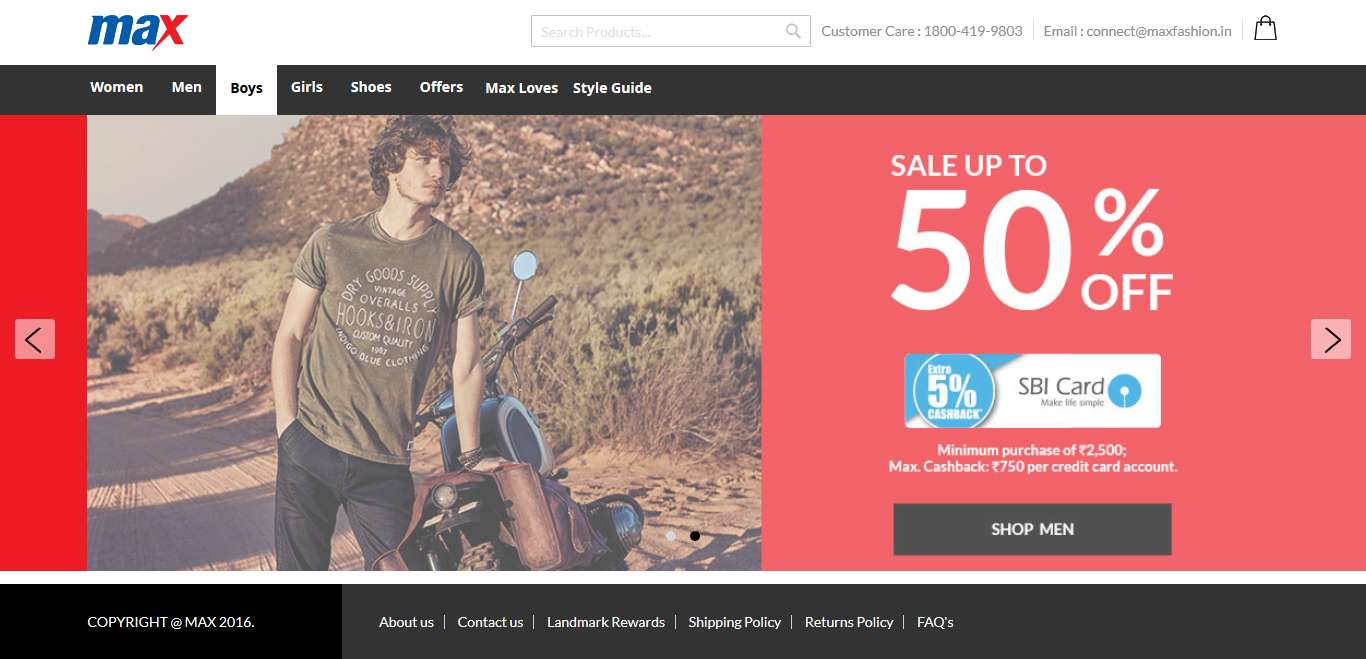 max
Search Products...
Customer Care : 1800-419-9803
Email : connect@maxfashion.in
Women
Men
Boys
Girls
Shoes
Offers
Max Loves
Style Guide
DRY GOODS SUPPLY
VINTAGE
OVERALLS
HOOKS&IRON
CUSTOM QUALITY
1987
INDIGO BLUE CLOTHING
SALE UP TO
50%
OFF
Extra
5%
CASHBACK*
SBI Card
Make life simple
Minimum purchase of ₹2,500;
Max. Cashback: ₹750 per credit card account.
SHOP MEN
COPYRIGHT @ MAX 2016.
About us
Contact us
Landmark Rewards
Shipping Policy
Returns Policy
FAQ's